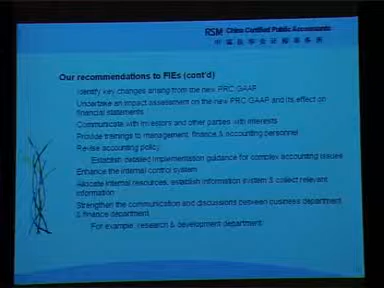 RSM China Certified Public Accountants
Our recommendations to FIEs (cont'd)
Identify key changes arising from the new PRC GAAP
Undertake an impact assessment on the new PRC GAAP and its effect on
financial statements
Communicate with investors and other parties with interests
Provide trainings to management, finance & accounting personnel
Revise accounting policy
Establish detailed implementation guidance for complex accounting issues
Enhance the internal control system
Allocate internal resources, establish information system & collect relevant
information
Strengthen the communication and discussions between business department
& finance department
For example, research & development department